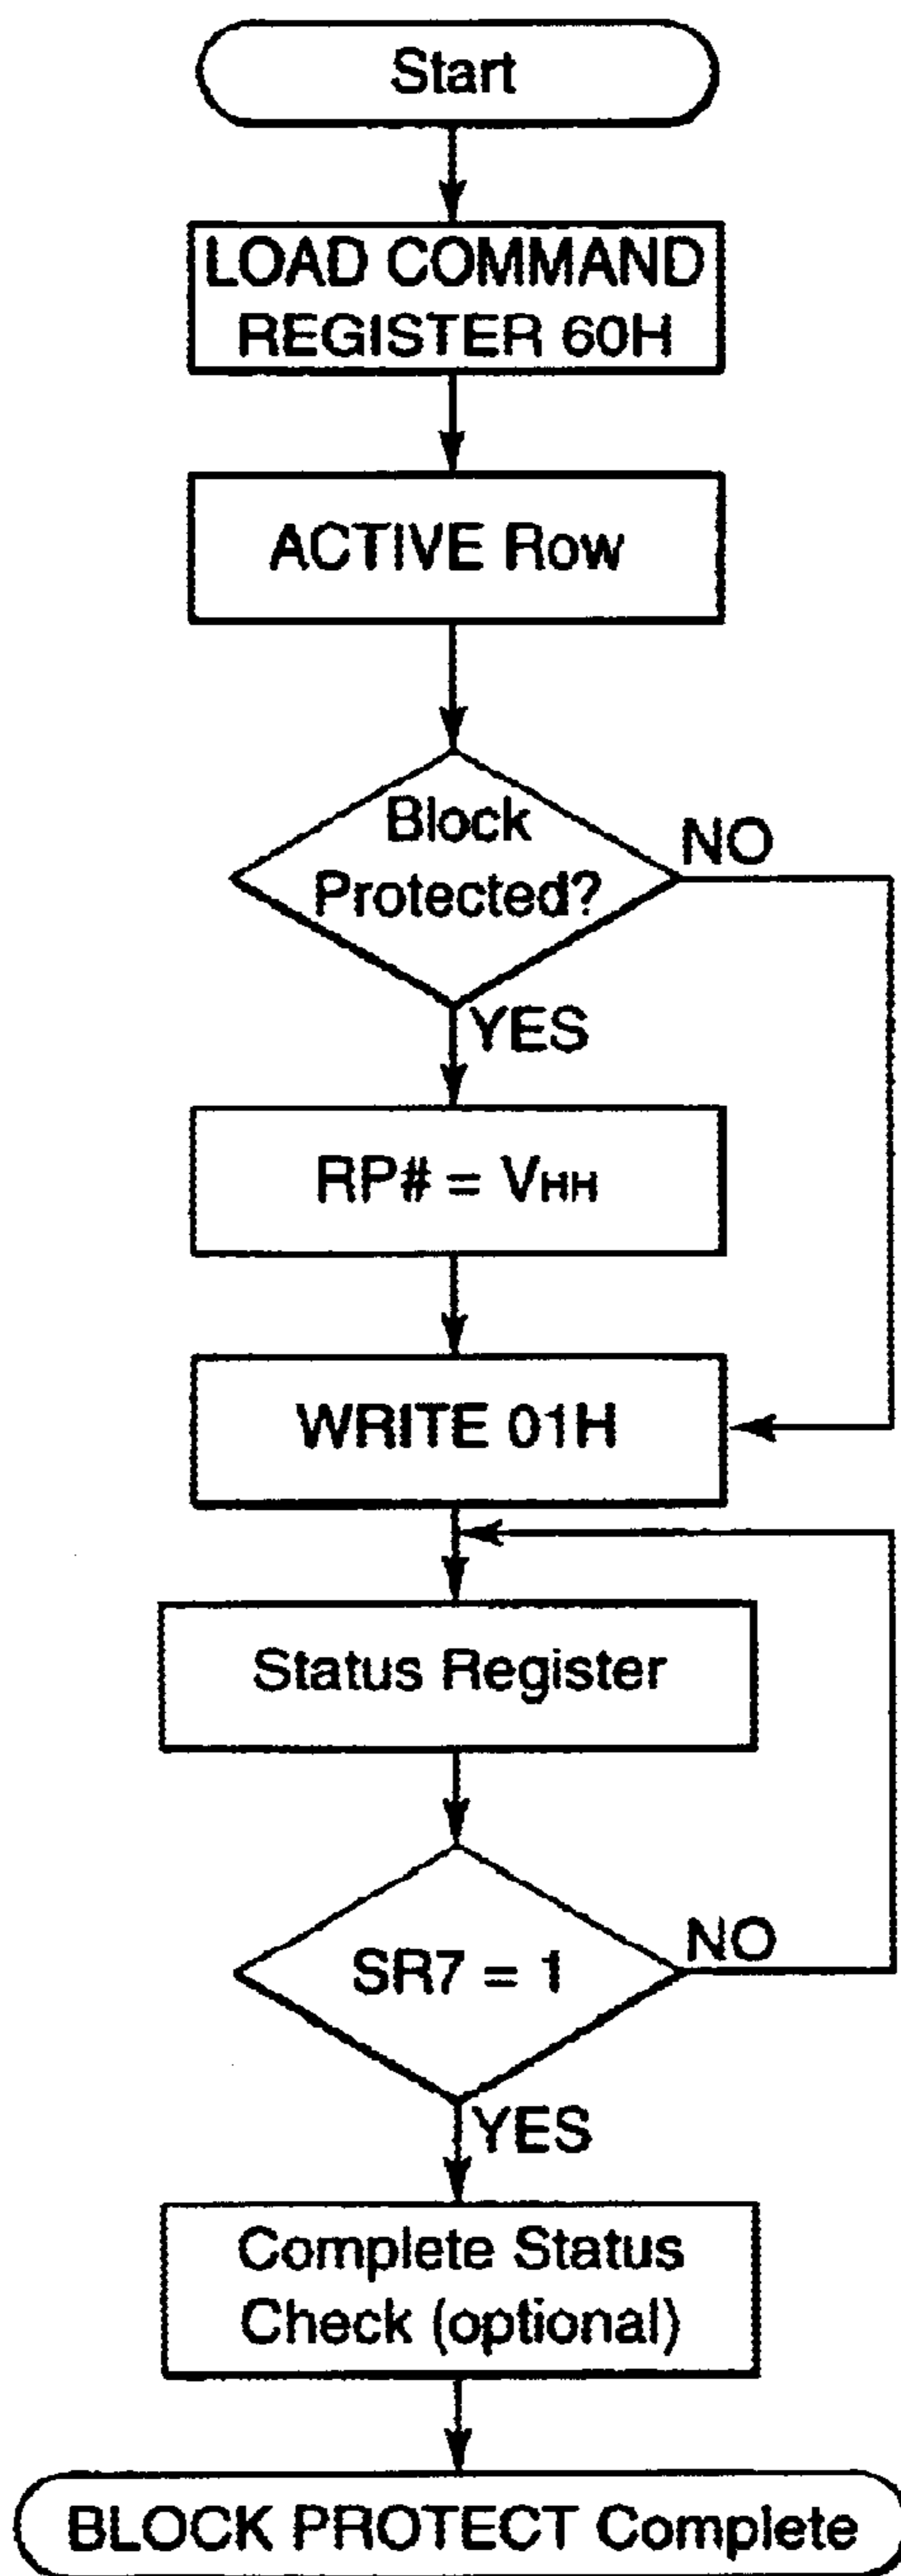 Start
LOAD COMMAND
REGISTER 60H
ACTIVE Row
Block
Protected?
NO
YES
RP# = VHH
WRITE 01H
Status Register
SR7 = 1
NO
YES
Complete Status
Check (optional)
BLOCK PROTECT Complete